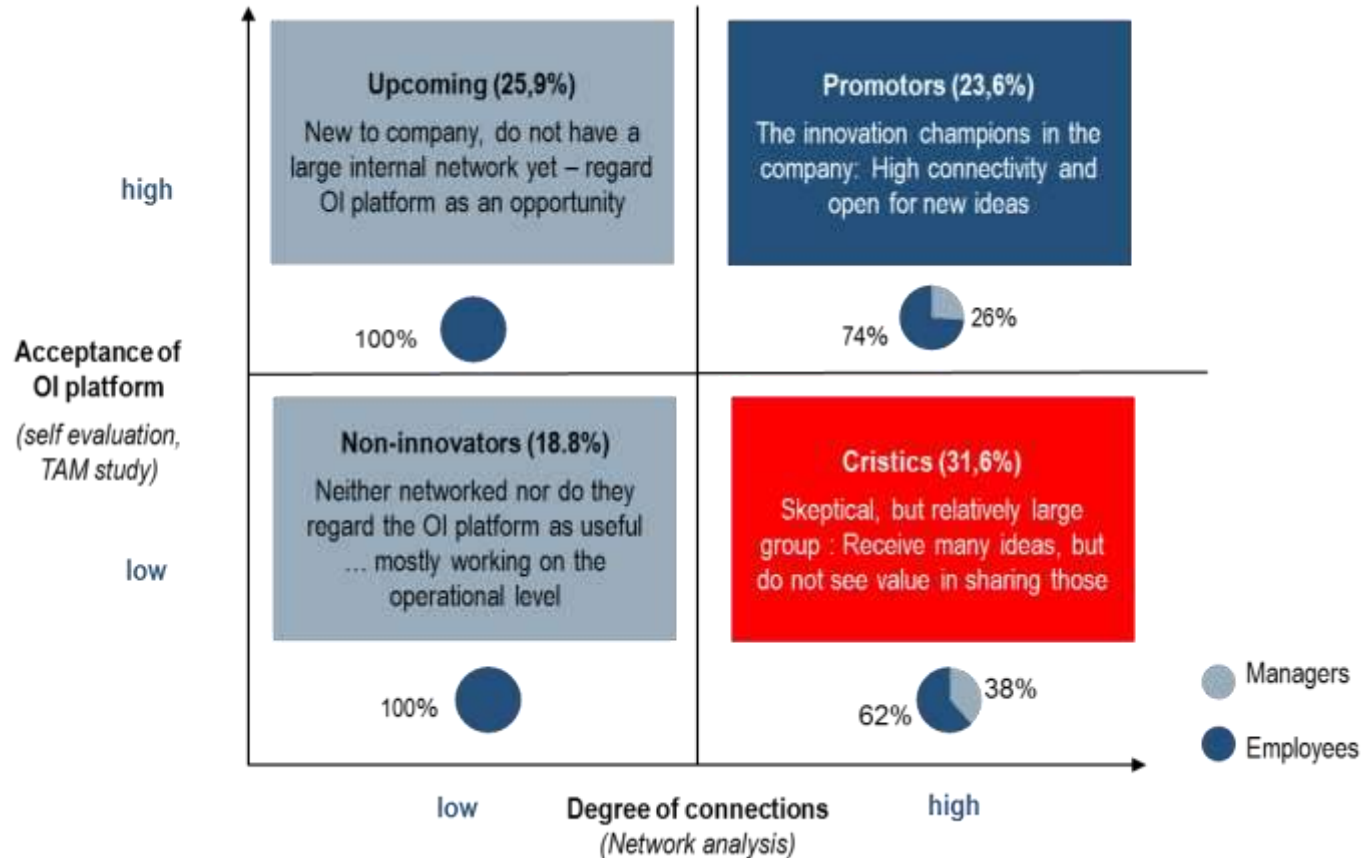 Upcoming (25,9%)
New to company, do not have a
large internal network yet – regard
OI platform as an opportunity
Promotors (23,6%)
The innovation champions in the
company: High connectivity and
open for new ideas
high
100%
74%
26%
Acceptance of
OI platform
(self evaluation,
TAM study)
Non-innovators (18.8%)
Neither networked nor do they
regard the OI platform as useful
... mostly working on the
operational level
Cristics (31,6%)
Skeptical, but relatively large
group : Receive many ideas, but
do not see value in sharing those
low
100%
62%
38%
Managers
Employees
low
Degree of connections
(Network analysis)
high